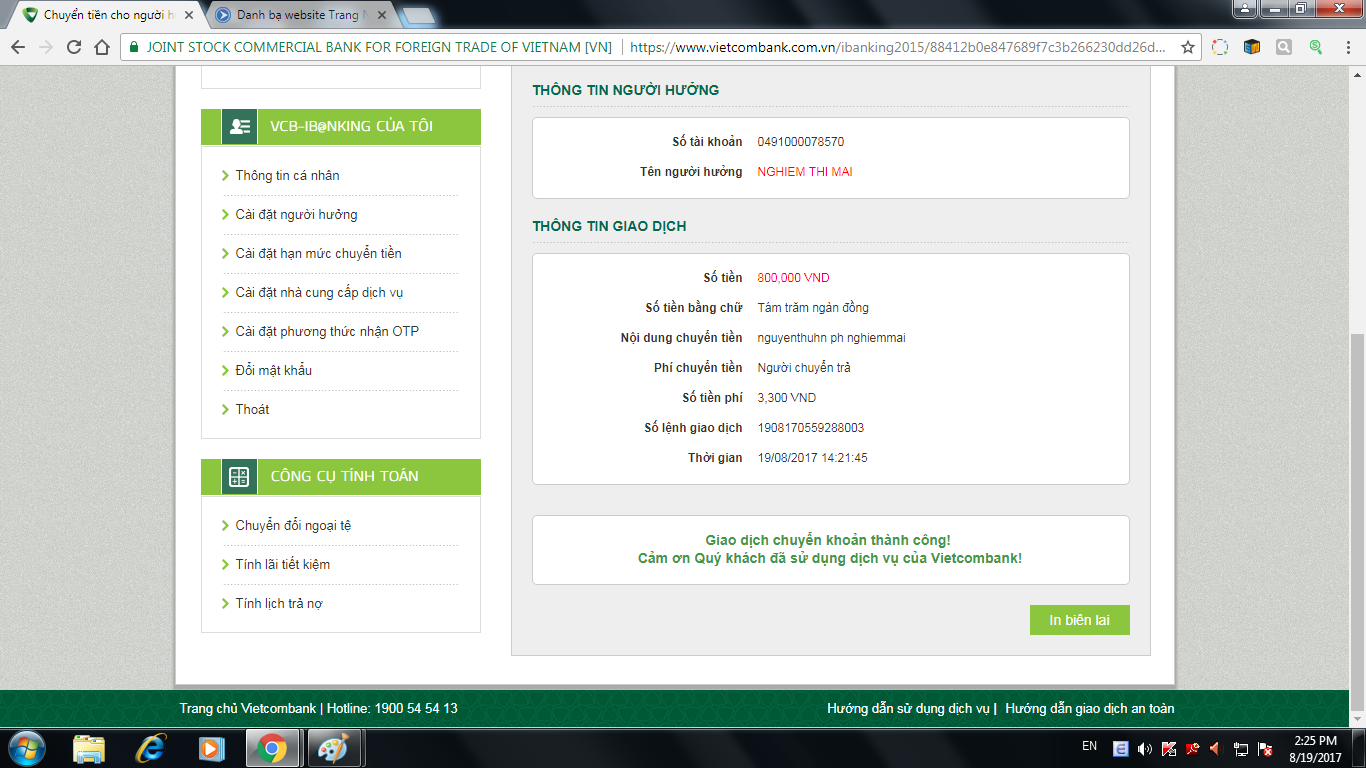 Chuyển tiền cho người h
Danh bạ website Trang
JOINT STOCK COMMERCIAL BANK FOR FOREIGN TRADE OF VIETNAM [VN]
https://www.vietcombank.com.vn/ibanking2015/88412b0e847689f7c3b266230dd26d...
VCB-IB@NKING CỦA TÔI
Thông tin cá nhân
Cài đặt người hưởng
Cài đặt hạn mức chuyển tiền
Cài đặt nhà cung cấp dịch vụ
Cài đặt phương thức nhận OTP
Đổi mật khẩu
Thoát
CÔNG CỤ TÍNH TOÁN
Chuyển đổi ngoại tệ
Tính lãi tiết kiệm
Tính lịch trả nợ
THÔNG TIN NGƯỜI HƯỞNG
Số tài khoản 0491000078570
Tên người hưởng NGHIEM THI MAI
THÔNG TIN GIAO DỊCH
Số tiền 800,000 VND
Số tiền bằng chữ Tám trăm ngàn đồng
Nội dung chuyển tiền nguyenthuhn ph nghiemmai
Phí chuyển tiền Người chuyển trả
Số tiền phí 3,300 VND
Số lệnh giao dịch 1908170559288003
Thời gian 19/08/2017 14:21:45
Giao dịch chuyển khoản thành công!
Cảm ơn Quý khách đã sử dụng dịch vụ của Vietcombank!
In biên lai
Trang chủ Vietcombank | Hotline: 1900 54 54 13
Hướng dẫn sử dụng dịch vụ | Hướng dẫn giao dịch an toàn
EN
2:25 PM
8/19/2017